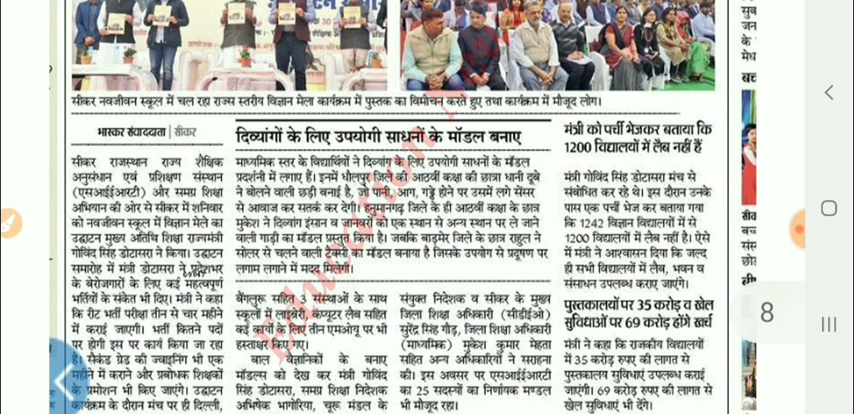 सीकर नवजीवन स्कूल में चल रहा राज्य स्तरीय विज्ञान मेला कार्यक्रम में पुस्तक का विमोचन करते हुए तथा कार्यक्रम में मौजूद लोग।
भास्कर संवाददाता | सीकर
सीकर राजस्थान राज्य शैक्षिक
अनुसंधान एवं प्रशिक्षण संस्थान
(एसआईईआरटी) और समग्र शिक्षा
अभियान की ओर से सीकर में शनिवार
को नवजीवन स्कूल में विज्ञान मेले का
उद्घाटन मुख्य अतिथि शिक्षा राज्यमंत्री
गोविंद सिंह डोटासरा ने किया। उद्घाटन
समारोह में मंत्री डोटासरा ने प्रदेशभर
के बेरोजगारों के लिए कई महत्वपूर्ण
भर्तियों के संकेत भी दिए। मंत्री ने कहा
कि रीट भर्ती परीक्षा तीन से चार महीने
में कराई जाएगी। भर्ती कितने पदों
पर होगी इस पर कार्य किया जा रहा
है। सैकंड ग्रेड की ज्वाइनिंग भी एक
महीने में कराने और प्रबोधक शिक्षकों
के प्रमोशन भी किए जाएंगे। उद्घाटन
कार्यक्रम के दौरान मंच पर ही दिल्ली,
दिव्यांगों के लिए उपयोगी साधनों के मॉडल बनाए
माध्यमिक स्तर के विद्यार्थियों ने दिव्यांग के लिए उपयोगी साधनों के मॉडल
प्रदर्शनी में लगाए हैं। इनमें धौलपुर जिले की आठवीं कक्षा की छात्रा धानी दूबे
ने बोलने वाली छड़ी बनाई है, जो पानी, आग, गड्ढे होने पर उसमें लगे सेंसर
से आवाज कर सतर्क कर देगी। हनुमानगढ़ जिले के ही आठवीं कक्षा के छात्र
मुकेश ने दिव्यांग इंसान व जानवरों को एक स्थान से अन्य स्थान पर ले जाने
वाली गाड़ी का मॉडल प्रस्तुत किया है। जबकि बाड़मेर जिले के छात्र राहुल ने
सोलर से चलने वाली टैक्सी का मॉडल बनाया है जिसके उपयोग से प्रदूषण पर
लगाम लगाने में मदद मिलेगी।
बैंगलुरू सहित 3 संस्थाओं के साथ
स्कूलों में लाइब्रेरी, कंप्यूटर लैब सहित
कई कार्यों के लिए तीन एमओयू पर भी
हस्ताक्षर किए गए।
बाल वैज्ञानिकों के बनाए
मॉडल्स को देख कर मंत्री गोविंद
सिंह डोटासरा, समग्र शिक्षा निदेशक
अभिषेक भागोरिया, चूरू मंडल के
संयुक्त निदेशक व सीकर के मुख्य
जिला शिक्षा अधिकारी (सीडीईओ)
सुरेंद्र सिंह गौड़, जिला शिक्षा अधिकारी
(माध्यमिक) मुकेश कुमार मेहता
सहित अन्य अधिकारियों ने सराहना
की। इस अवसर पर एसआईईआरटी
का 25 सदस्यों का निर्णायक मण्डल
भी मौजूद रहा।
मंत्री को पर्ची भेजकर बताया कि
1200 विद्यालयों में लैब नहीं हैं
मंत्री गोविंद सिंह डोटासरा मंच से
संबोधित कर रहे थे। इस दौरान उनके
पास एक पर्ची भेज कर बताया गया
कि 1242 विज्ञान विद्यालयों में से
1200 विद्यालयों में लैब नहीं है। ऐसे
में मंत्री ने आश्वासन दिया कि जल्द
ही सभी विद्यालयों में लैब, भवन व
संसाधन उपलब्ध कराए जाएंगे।
पुस्तकालयों पर 35 करोड़ व खेल
सुविधाओं पर 69 करोड़ होंगे खर्च
मंत्री ने कहा कि राजकीय विद्यालयों
में 35 करोड़ की लागत से
पुस्तकालय सुविधाएं उपलब्ध कराई
जाएंगी। 69 करोड़ रुपए की लागत से
खेल सुविधाएं भी देंगे।
8